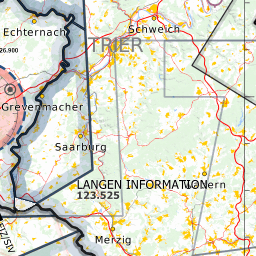 Echternach
Schweich
TRIER
26.900
Grevenmacher
Saarburg
LANGEN INFORMATION
123.525
Merzig